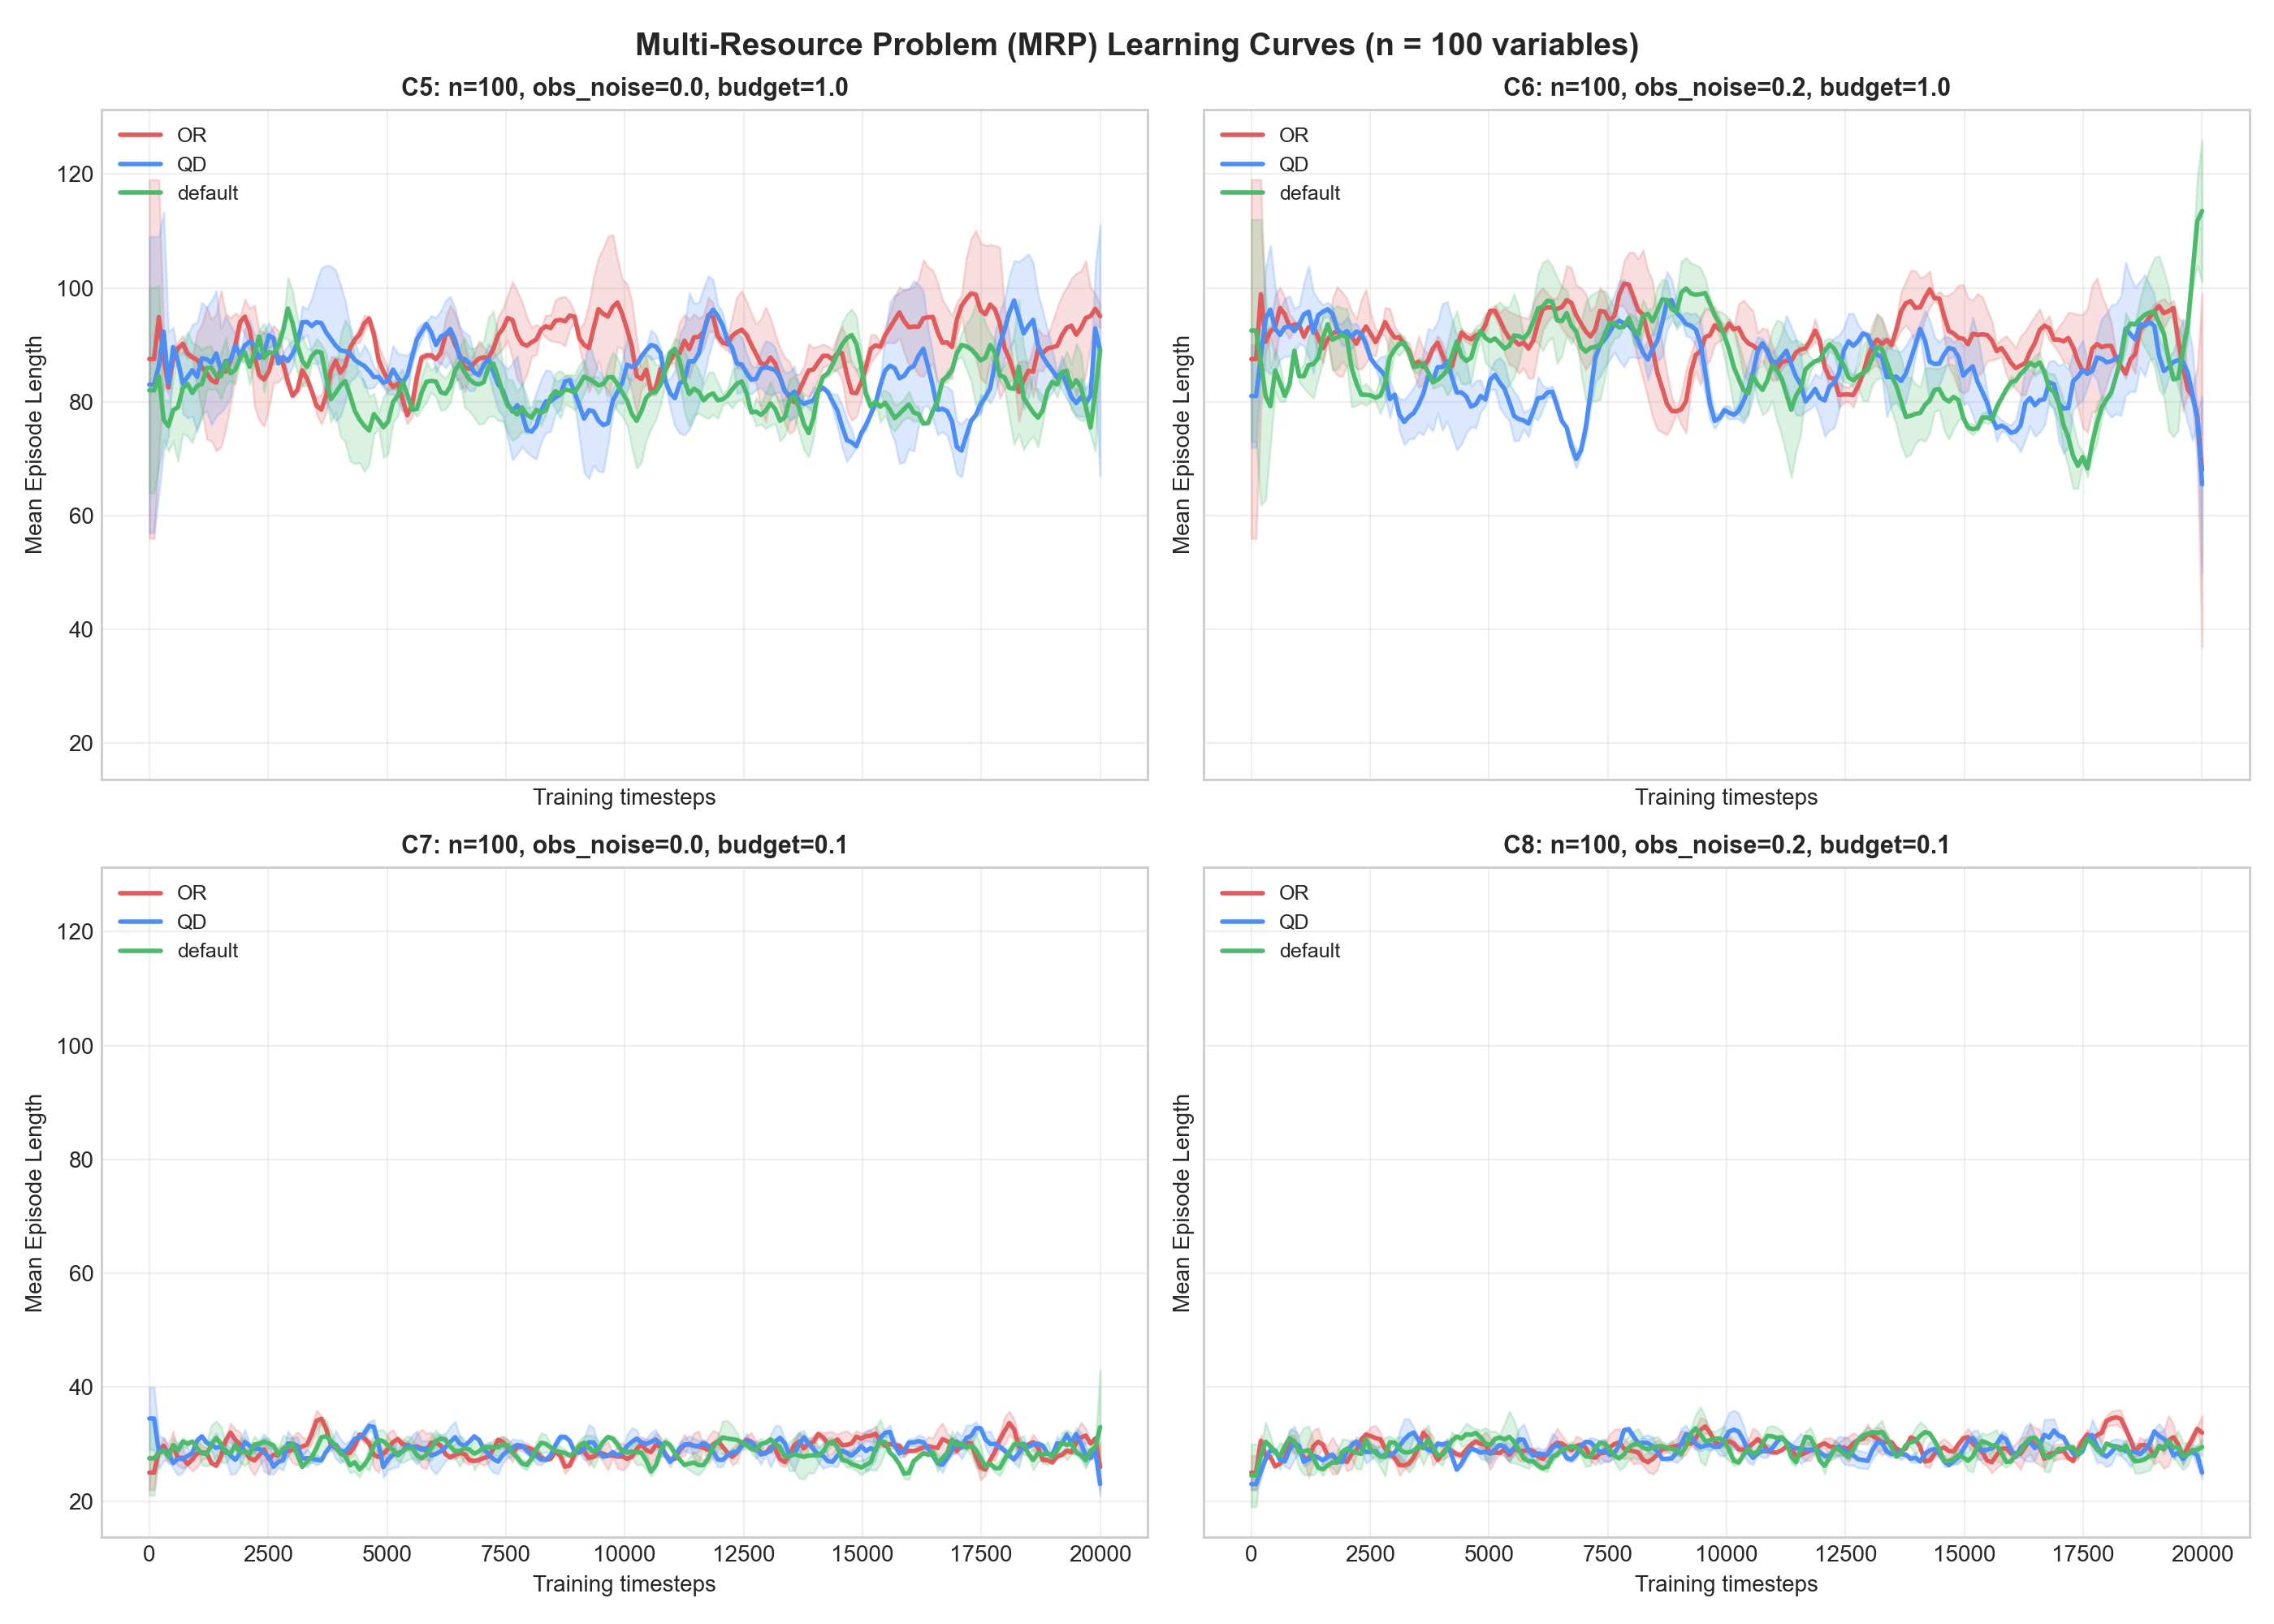 Multi-Resource Problem (MRP) Learning Curves (n = 100 variables)
C5: n=100, obs_noise=0.0, budget=1.0
OR
QD
default
120
100
80
60
40
20
Mean Episode Length
Training timesteps
C6: n=100, obs_noise=0.2, budget=1.0
OR
QD
default
Mean Episode Length
Training timesteps
C7: n=100, obs_noise=0.0, budget=0.1
OR
QD
default
120
100
80
60
40
20
Mean Episode Length
0 2500 5000 7500 10000 12500 15000 17500 20000
Training timesteps
C8: n=100, obs_noise=0.2, budget=0.1
OR
QD
default
Mean Episode Length
0 2500 5000 7500 10000 12500 15000 17500 20000
Training timesteps